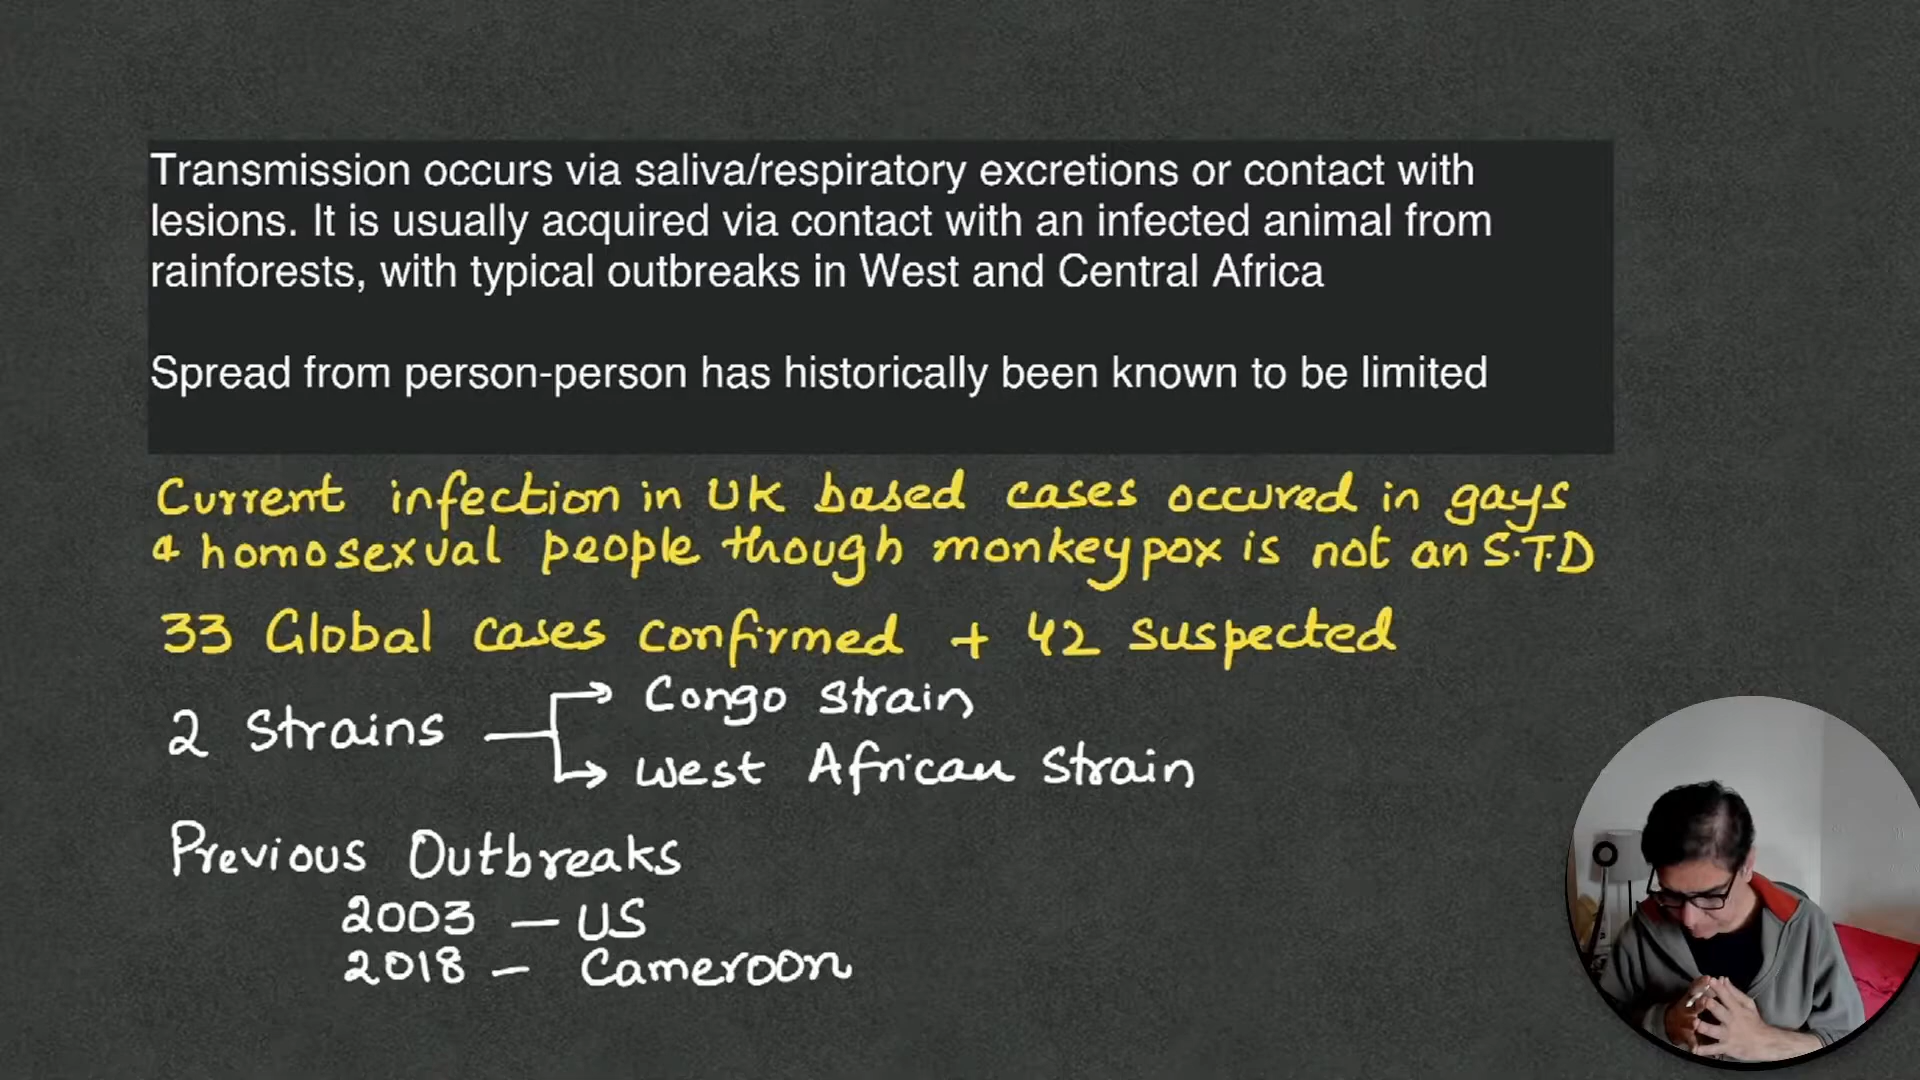 Transmission occurs via saliva/respiratory excretions or contact with
lesions. It is usually acquired via contact with an infected animal from
rainforests, with typical outbreaks in West and Central Africa
Spread from person-person has historically been known to be limited
Current infection in UK based cases occured in gays
& homosexual people though monkeypox is not an S.T.D
33 Global cases confirmed + 42 suspected
2 Strains → Congo strain
→ West African Strain
Previous Outbreaks
2003 — US
2018 — Cameroon